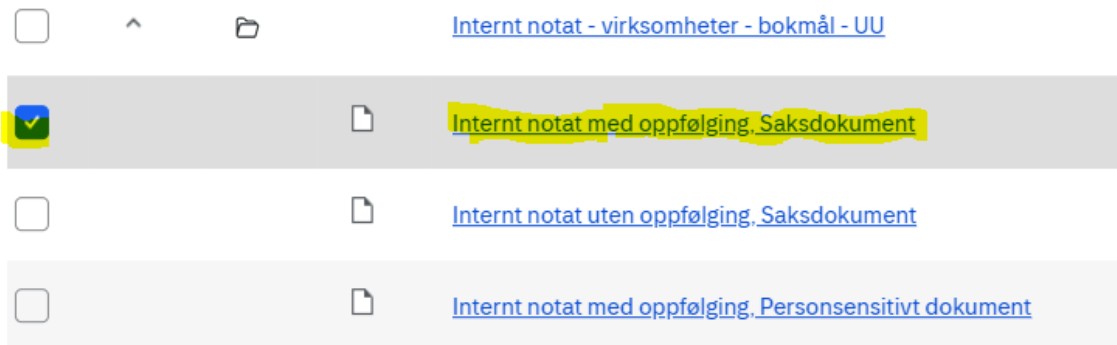 Internt notat - virksomheter - bokmål - UU
Internt notat med oppfølging, Saksdokument
Internt notat uten oppfølging, Saksdokument
Internt notat med oppfølging, Personsensitivt dokument